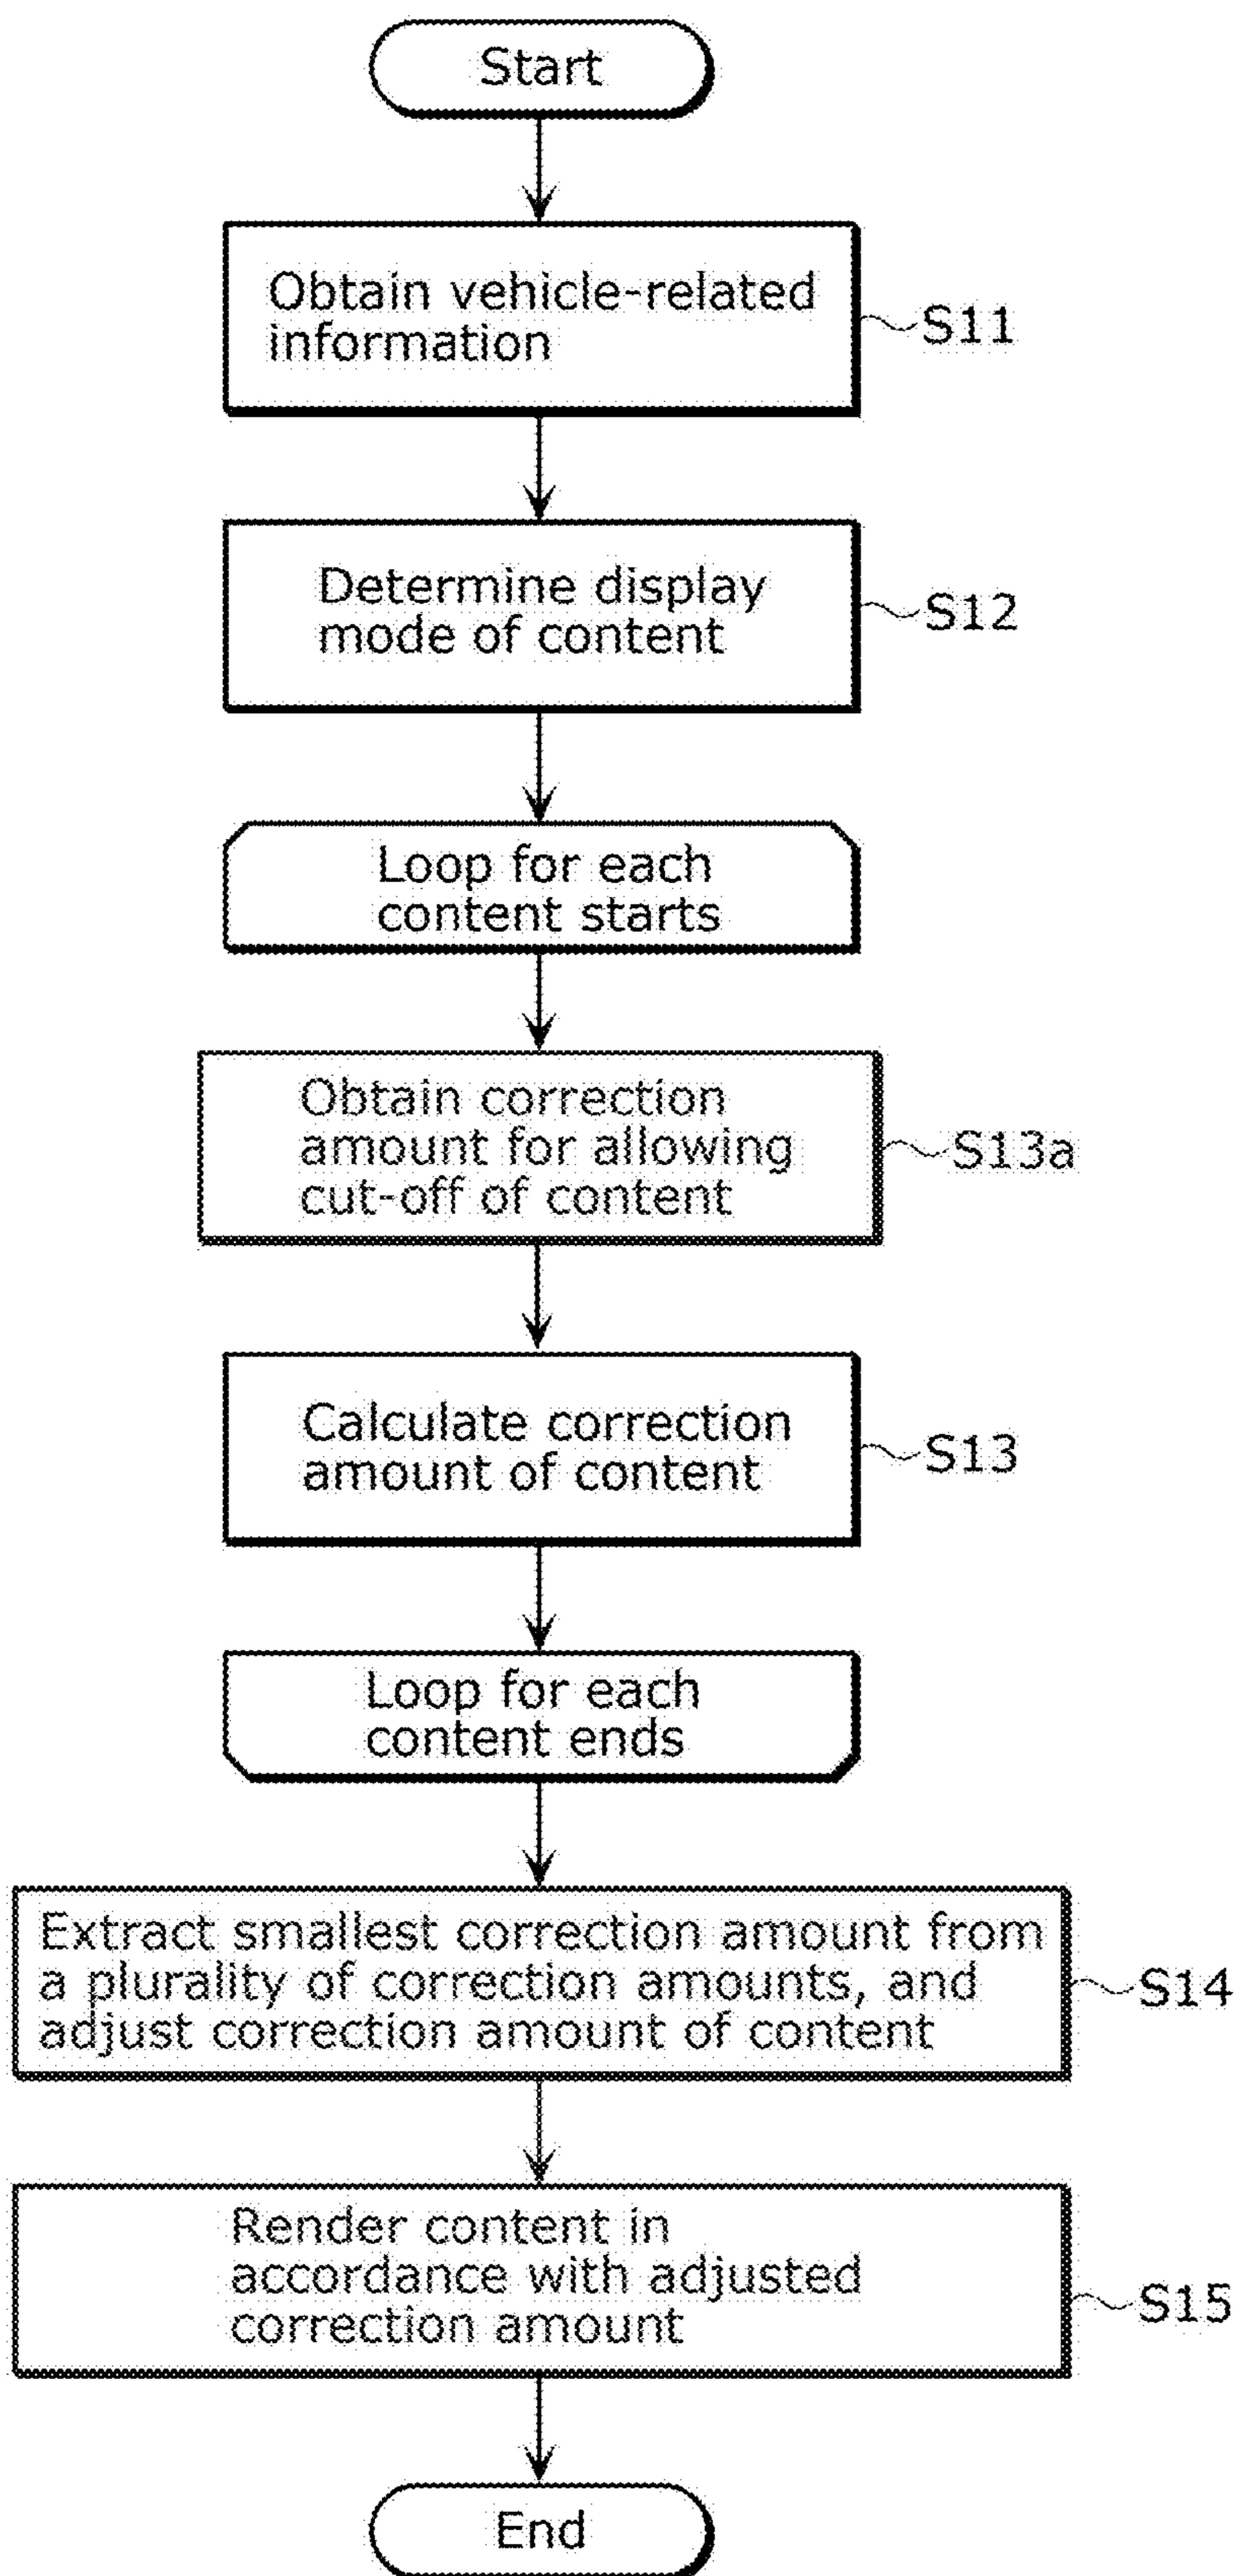 Start
Obtain vehicle-related
information
S11
Determine display
mode of content
S12
Loop for each
content starts
Obtain correction
amount for allowing
cut-off of content
S13a
Calculate correction
amount of content
S13
Loop for each
content ends
Extract smallest correction amount from
a plurality of correction amounts, and
adjust correction amount of content
S14
Render content in
accordance with adjusted
correction amount
S15
End